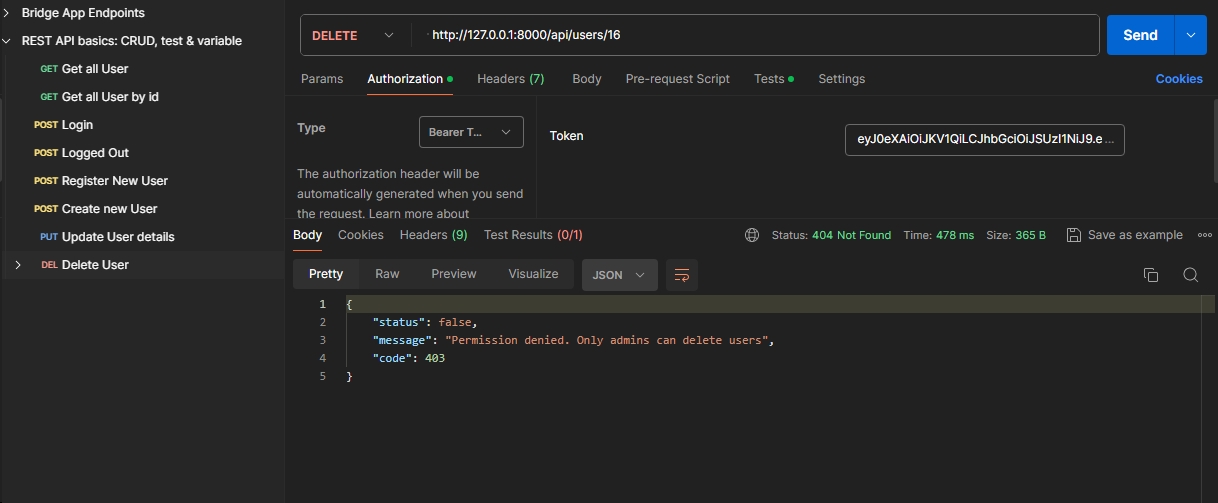 Bridge App Endpoints
REST API basics: CRUD, test & variable
GET Get all User
GET Get all User by id
POST Login
POST Logged Out
POST Register New User
POST Create new User
PUT Update User details
DEL Delete User
DELETE http://127.0.0.1:8000/api/users/16 Send
Params Authorization Headers (7) Body Pre-request Script Tests Settings Cookies
Type Bearer T... Token eyJ0eXAiOiJKV1QiLCJhbGciOiJSUzI1NiJ9.e ...
The authorization header will be
automatically generated when you send
the request. Learn more about
Body Cookies Headers (9) Test Results (0/1) Status: 404 Not Found Time: 478 ms Size: 365 B Save as example
Pretty Raw Preview Visualize JSON
1 {
2 "status": false,
3 "message": "Permission denied. Only admins can delete users",
4 "code": 403
5 }